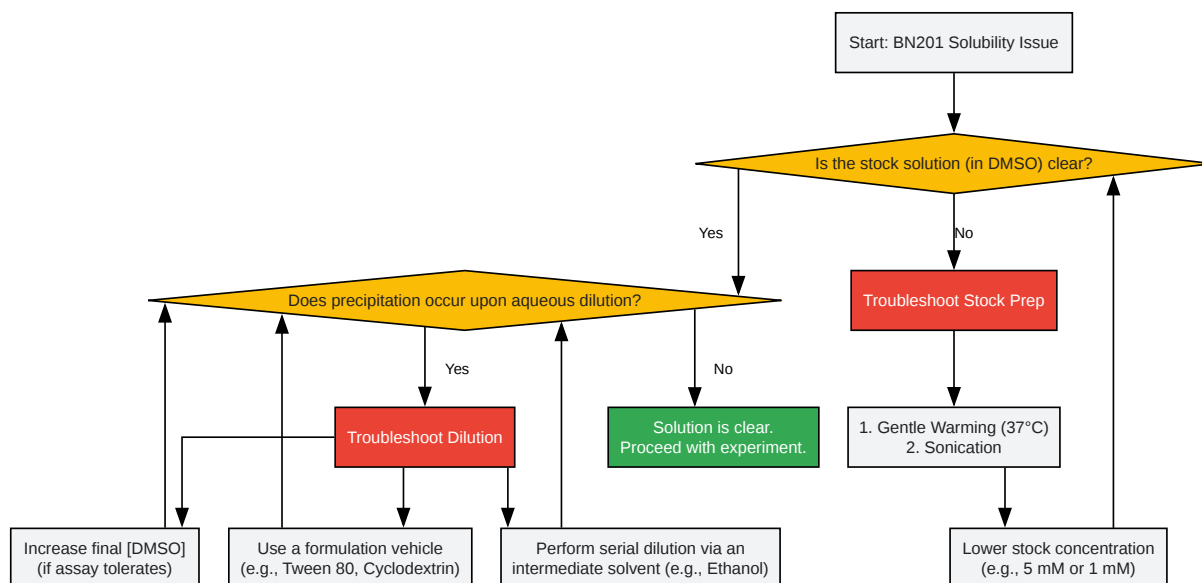 Start: BN201 Solubility Issue
Is the stock solution (in DMSO) clear?
Yes
No
Does precipitation occur upon aqueous dilution?
Troubleshoot Stock Prep
Yes
No
Troubleshoot Dilution
Solution is clear.
Proceed with experiment.
1. Gentle Warming (37°C)
2. Sonication
Increase final [DMSO]
(if assay tolerates)
Use a formulation vehicle
(e.g., Tween 80, Cyclodextrin)
Perform serial dilution via an
intermediate solvent (e.g., Ethanol)
Lower stock concentration
(e.g., 5 mM or 1 mM)